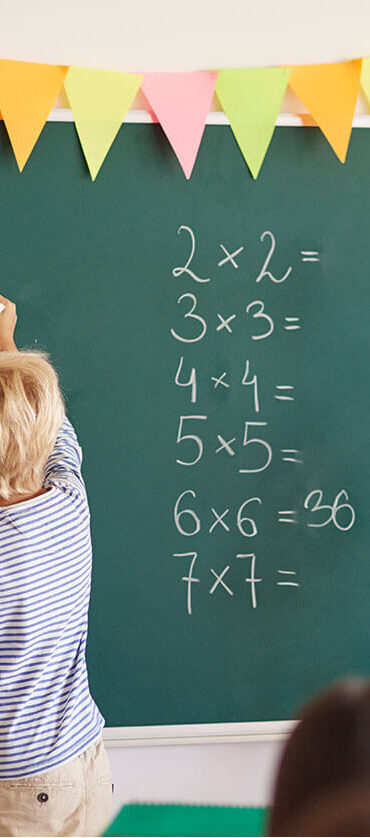 2 × 2 =
3 × 3 =
4 × 4 =
5 × 5 =
6 × 6 = 36
7 × 7 =